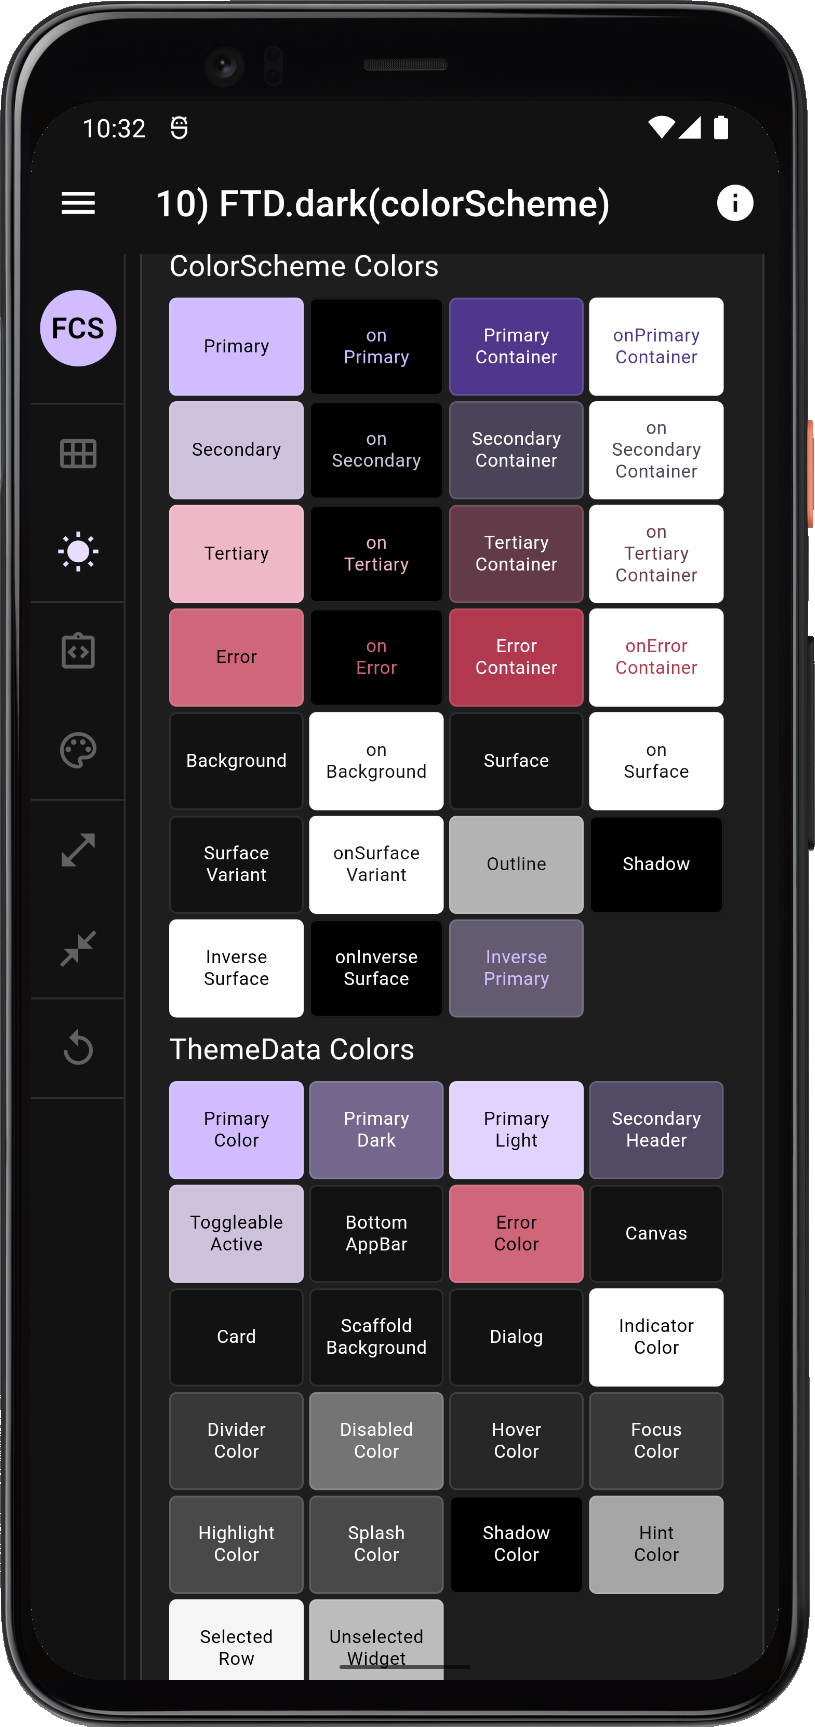 10:32
10) FTD.dark(colorScheme)
FCS
ColorScheme Colors
Primary
on
Primary
Primary
Container
onPrimary
Container
Secondary
on
Secondary
Secondary
Container
on
Secondary
Container
Tertiary
on
Tertiary
Tertiary
Container
on
Tertiary
Container
Error
on
Error
Error
Container
onError
Container
Background
on
Background
Surface
on
Surface
Surface
Variant
onSurface
Variant
Outline
Shadow
Inverse
Surface
onInverse
Surface
Inverse
Primary
ThemeData Colors
Primary
Color
Primary
Dark
Primary
Light
Secondary
Header
Toggleable
Active
Bottom
AppBar
Error
Color
Canvas
Card
Scaffold
Background
Dialog
Indicator
Color
Divider
Color
Disabled
Color
Hover
Color
Focus
Color
Highlight
Color
Splash
Color
Shadow
Color
Hint
Color
Selected
Row
Unselected
Widget